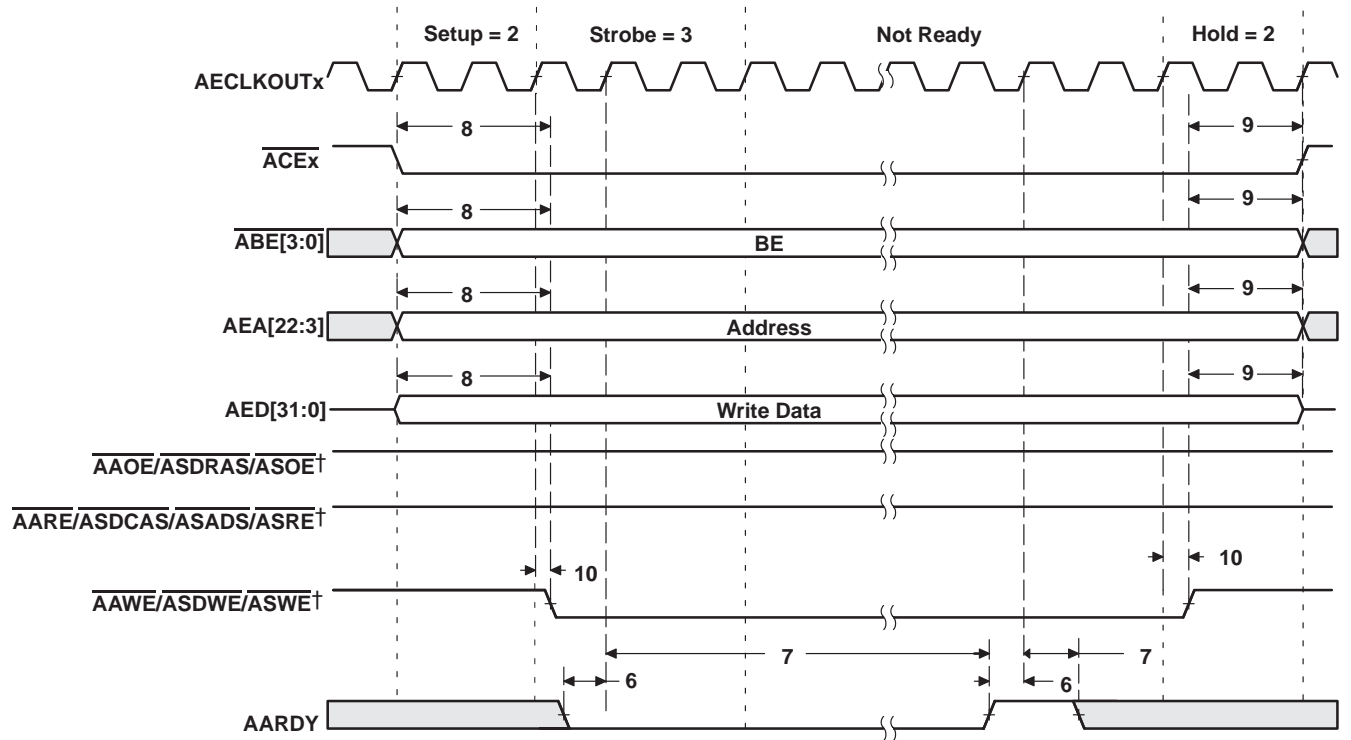 Setup = 2 Strobe = 3 Not Ready Hold = 2
AECLKOUTx
8 9
ACEx
8 9
ABE[3:0] BE
8 9
AEA[22:3] Address
8 9
AED[31:0] Write Data
AAOE/ASDRAS/ASOE†
AARE/ASDCAS/ASADS/ASRE†
10 10
AAWE/ASDWE/ASWE†
7 7
6 6
AARDY